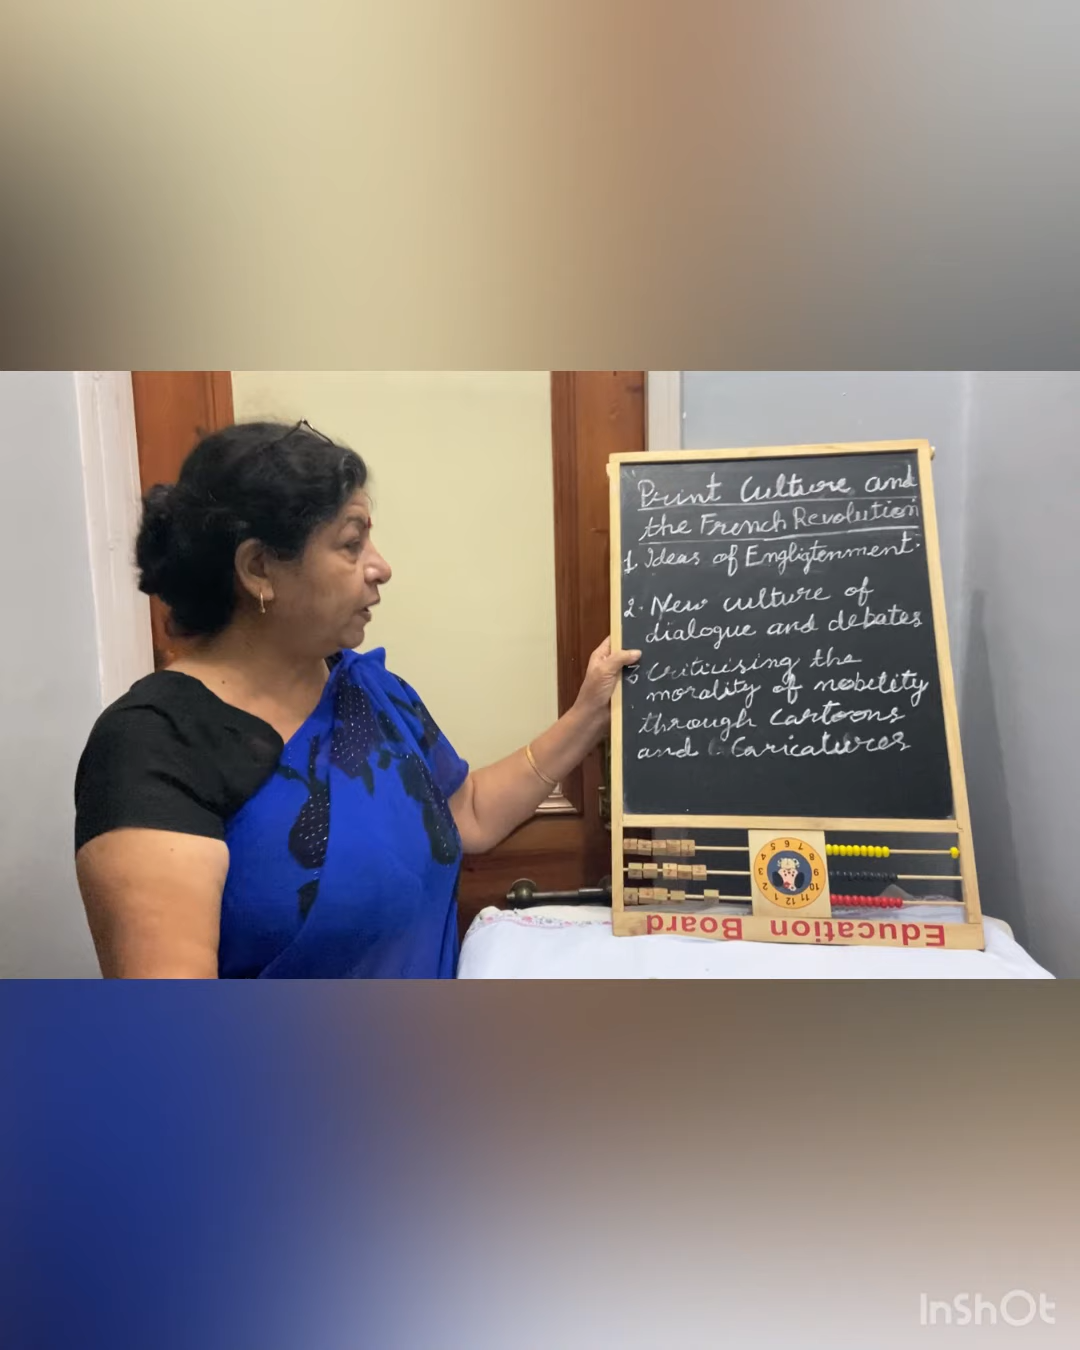 Print Culture and
the French Revolution
1. Ideas of Engligtenment.
2. New culture of
dialogue and debates
3 Criticising the
morality of nobility
through cartoons
and Caricatures
Education Board
InShOt